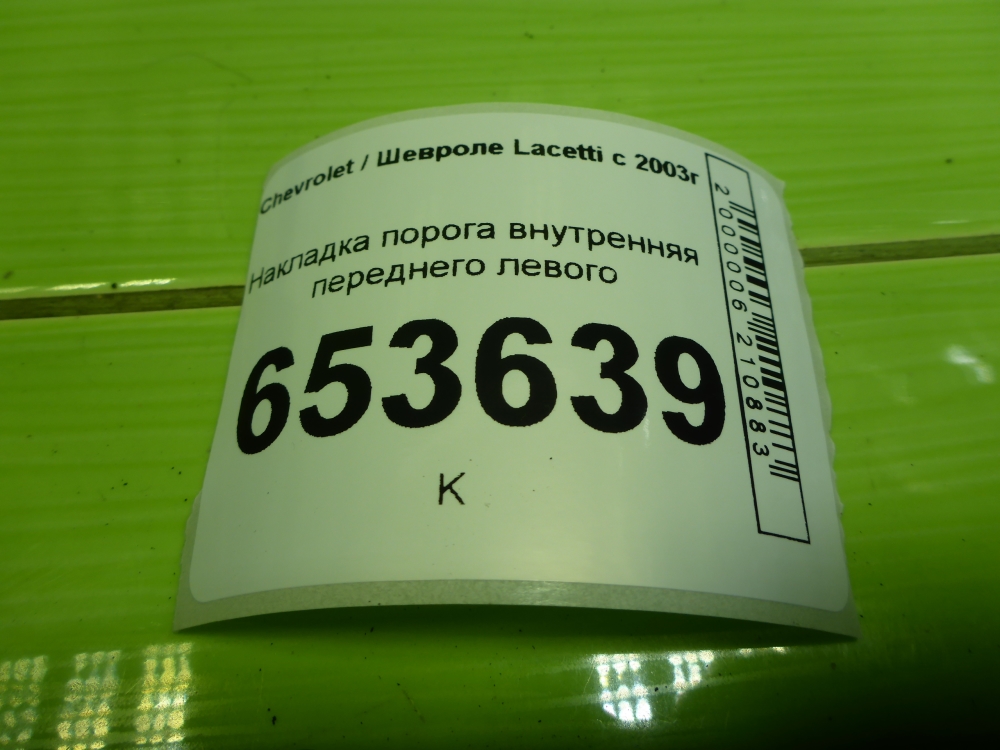 Chevrolet / Шевроле Lacetti с 2003г
Накладка порога внутренняя
переднего левого
653639
К
2000006210883